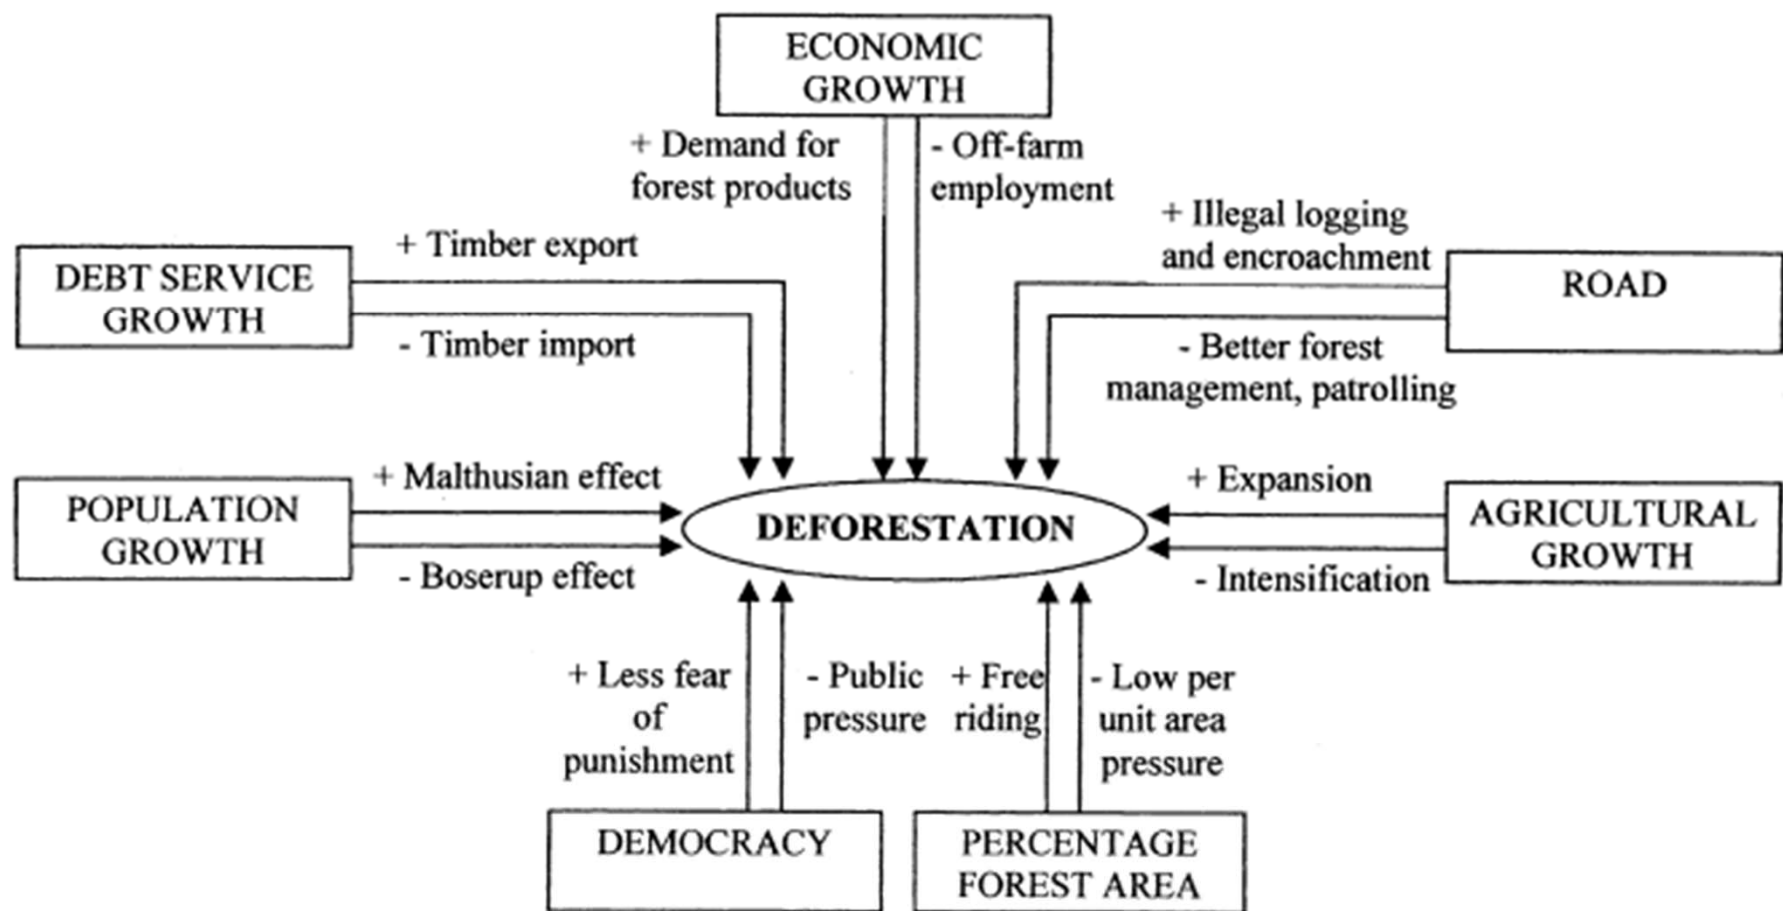 ECONOMIC
GROWTH
+ Demand for
forest products
- Off-farm
employment
+ Illegal logging
and encroachment
ROAD
- Better forest
management, patrolling
+ Timber export
DEBT SERVICE
GROWTH
- Timber import
+ Malthusian effect
POPULATION
GROWTH
- Boserup effect
DEFORESTATION
+ Expansion
AGRICULTURAL
GROWTH
- Intensification
+ Less fear
of
punishment
- Public
pressure
+ Free
riding
- Low per
unit area
pressure
DEMOCRACY
PERCENTAGE
FOREST AREA